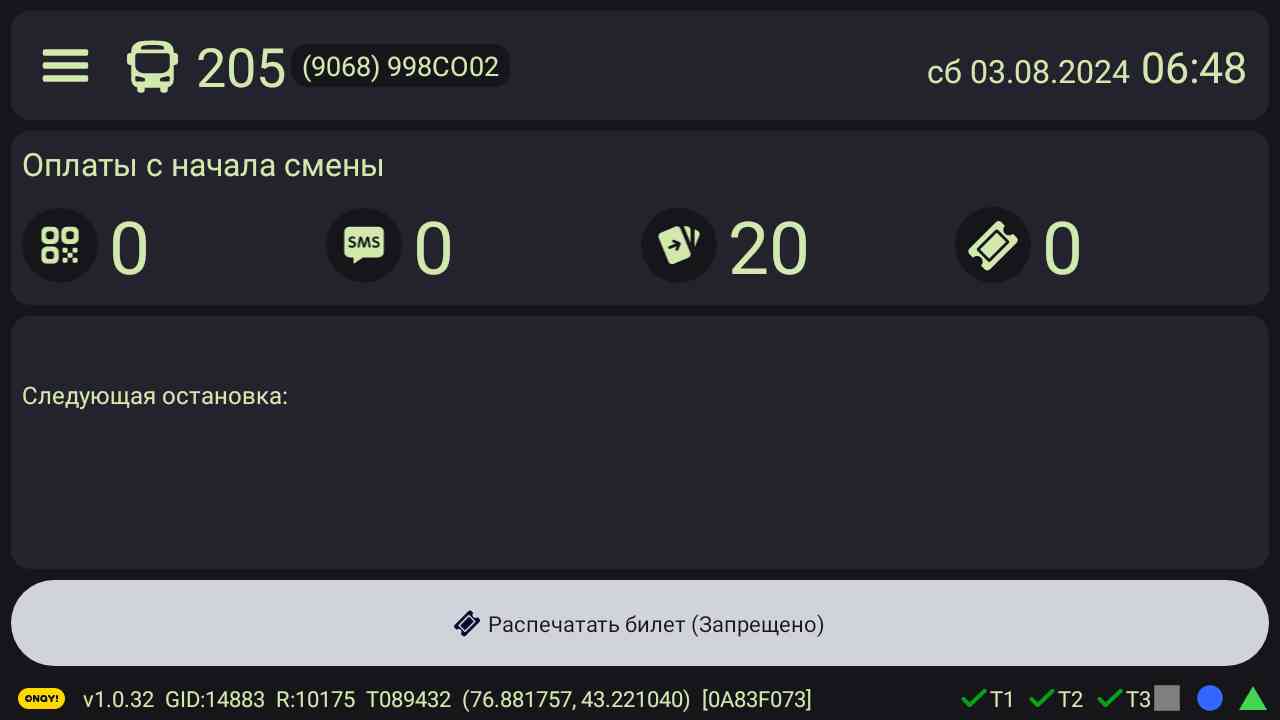 205 (9068) 998CO02 сб 03.08.2024 06:48
Оплаты с начала смены
0 SMS 0 20 0
Следующая остановка:
Распечатать билет (Запрещено)
ONAY! v1.0.32 GID:14883 R:10175 T089432 (76.881757, 43.221040) [0A83F073] T1 T2 T3